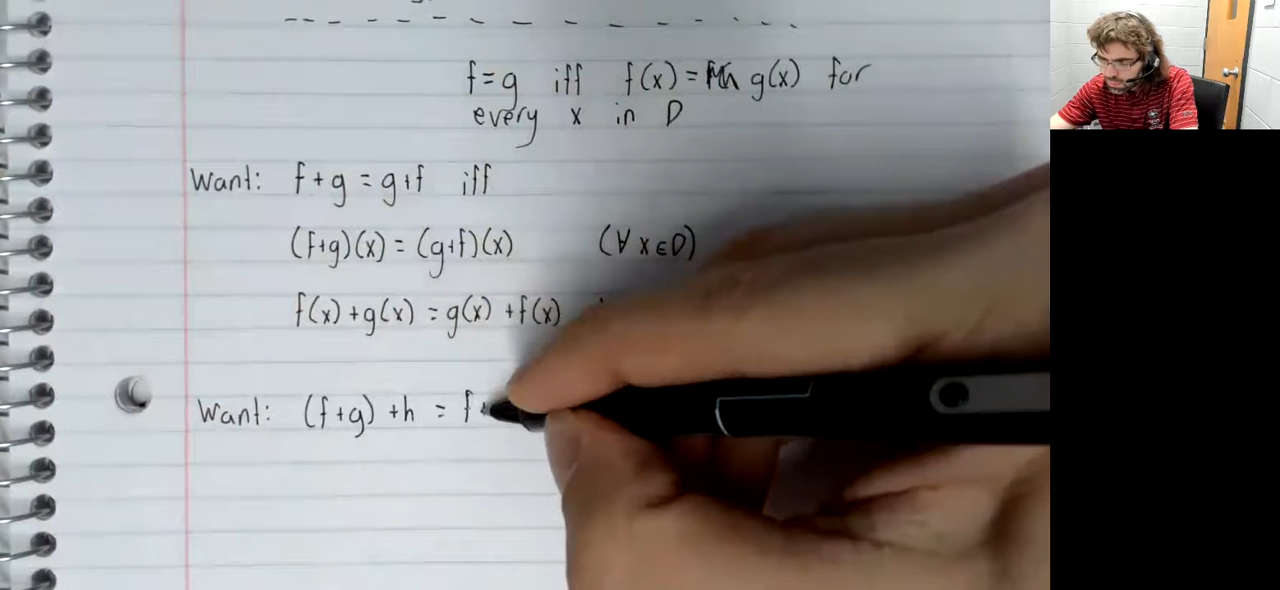 f=g iff f(x)= g(x) for
every x in D
Want: f+g = g+f iff
(f+g)(x) = (g+f)(x) (∀ x ∈ D)
f(x)+g(x) = g(x) +f(x)
Want: (f+g) +h = f +